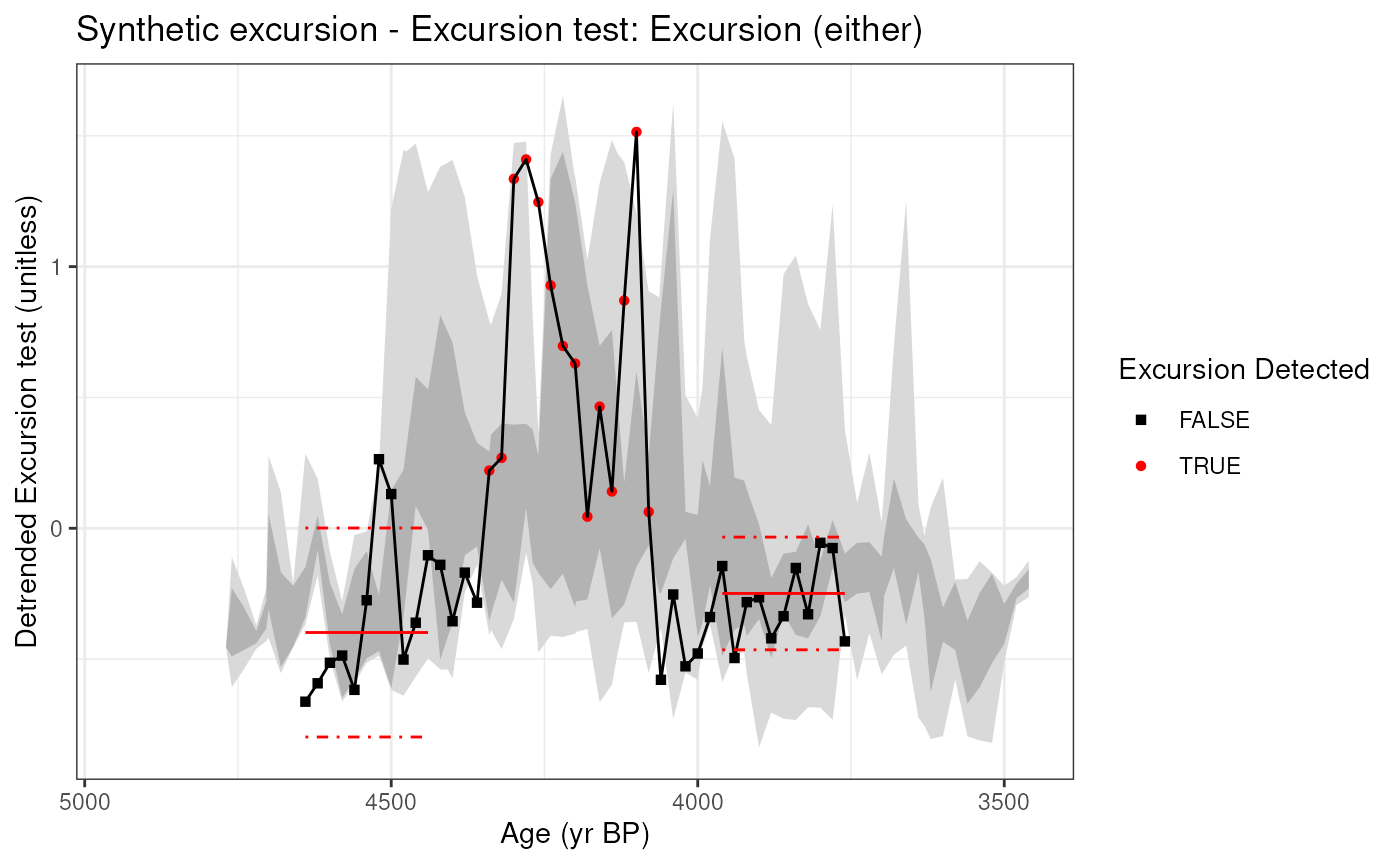 Synthetic excursion - Excursion test: Excursion (either)
Detrended Excursion test (unitless)
1
0
5000
4500
4000
3500
Age (yr BP)
Excursion Detected
FALSE
TRUE